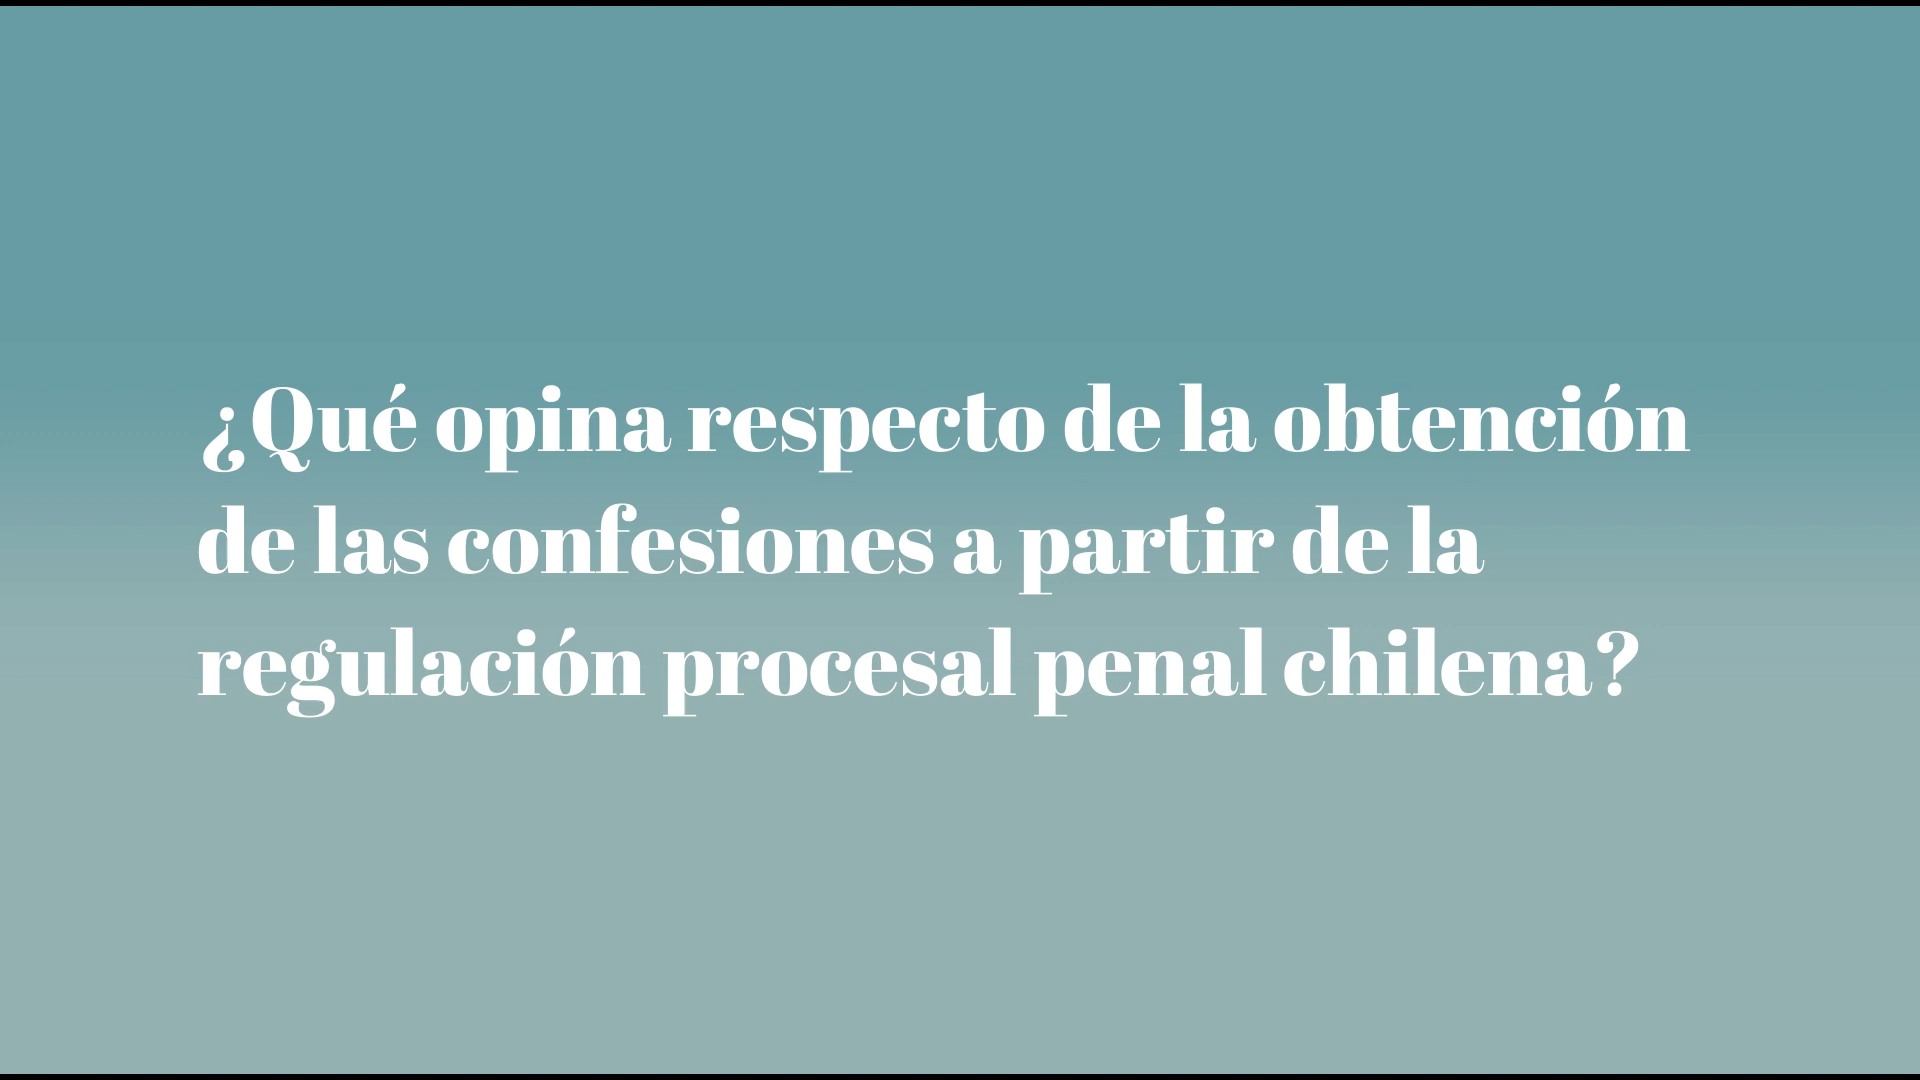 ¿Qué opina respecto de la obtención
de las confesiones a partir de la
regulación procesal penal chilena?